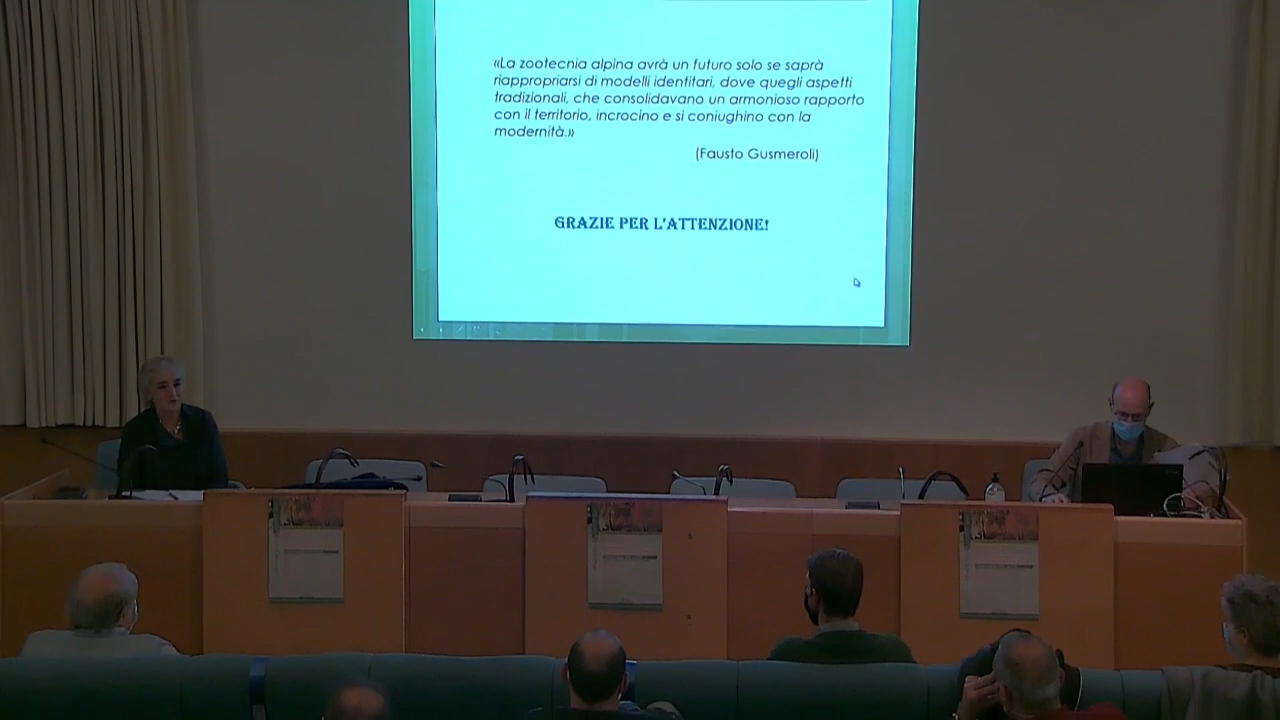 «La zootecnia alpina avrà un futuro solo se saprà
riappropriarsi di modelli identitari, dove quegli aspetti
tradizionali, che consolidavano un armonioso rapporto
con il territorio, incrocino e si coniughino con la
modernità.»
(Fausto Gusmeroli)
GRAZIE PER L'ATTENZIONE!